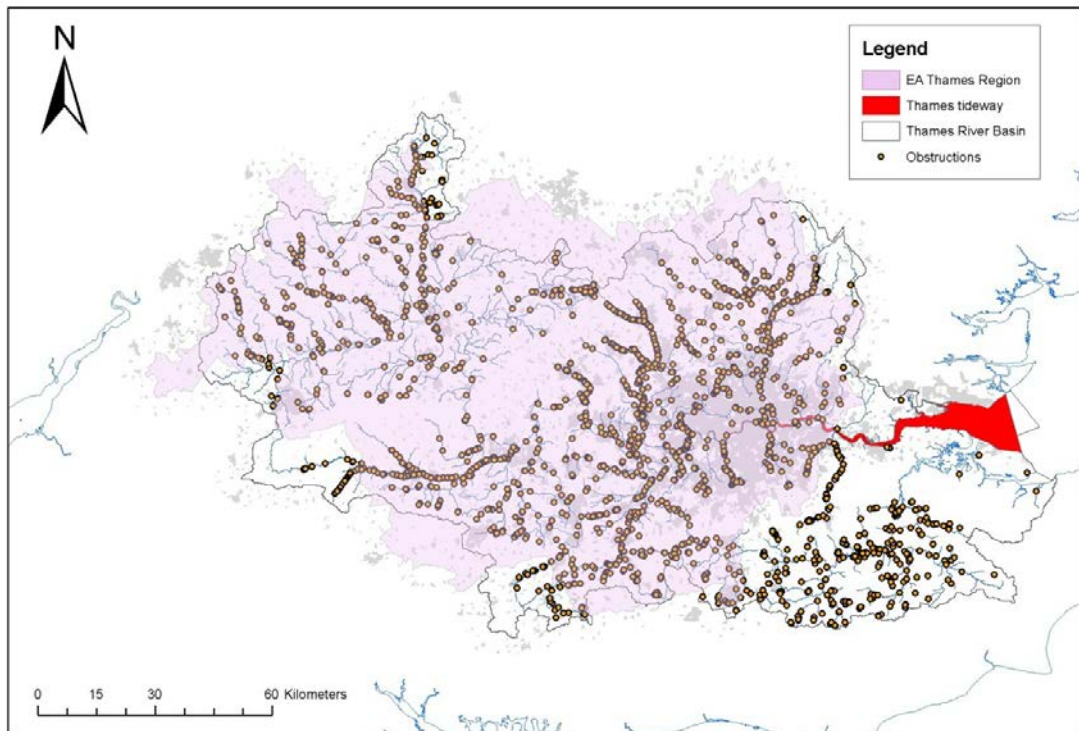 N
Legend
EA Thames Region
Thames tideway
Thames River Basin
Obstructions
0 15 30 60 Kilometers